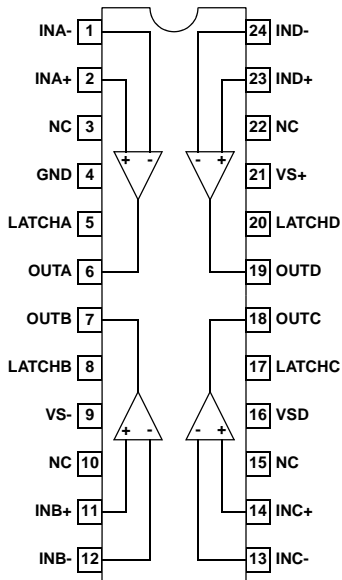 INA- 1 24 IND-
INA+ 2 23 IND+
NC 3 22 NC
+ - - +
GND 4 21 VS+
LATCHA 5 20 LATCHD
OUTA 6 19 OUTD
OUTB 7 18 OUTC
LATCHB 8 17 LATCHC
VS- 9 16 VSD
+ - - +
NC 10 15 NC
INB+ 11 14 INC+
INB- 12 13 INC-